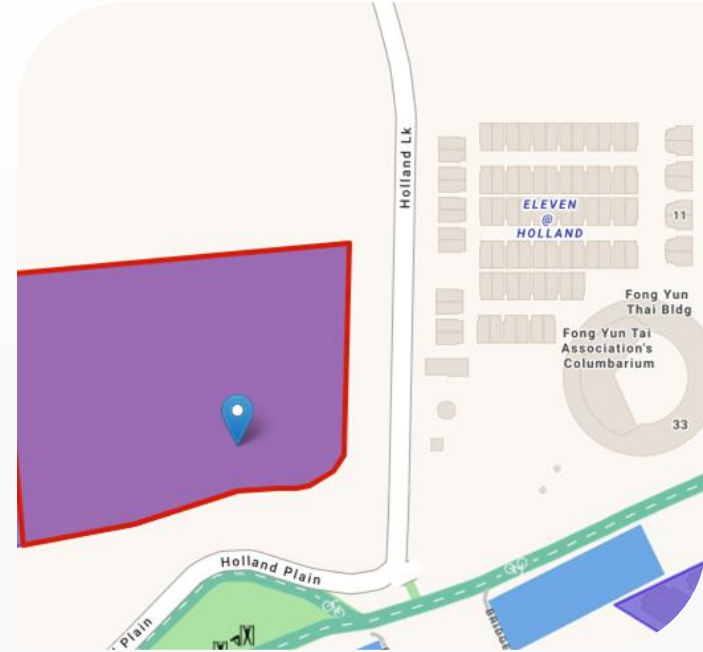 Holland Lk
ELEVEN
@
HOLLAND
11
Fong Yun
Thai Bldg
Fong Yun Tai
Association's
Columbarium
33
Holland Plain
Plain
BRIDGE